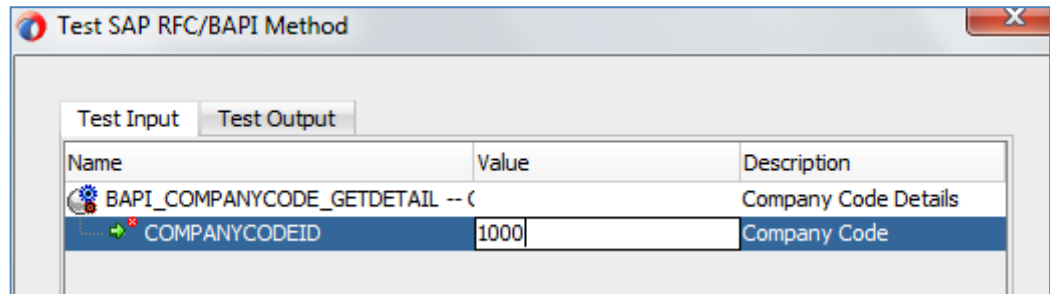 Test SAP RFC/BAPI Method
Test Input Test Output
Name Value Description
BAPI_COMPANYCODE_GETDETAIL -- ( Company Code Details
COMPANYCODEID 1000 Company Code